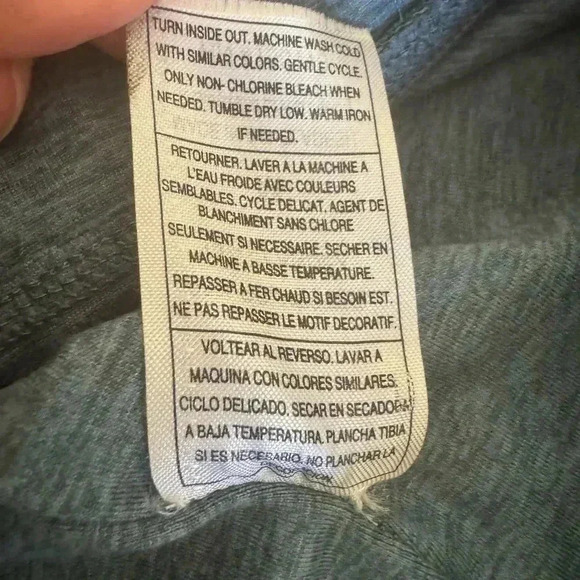 TURN INSIDE OUT. MACHINE WASH COLD
WITH SIMILAR COLORS. GENTLE CYCLE.
ONLY NON- CHLORINE BLEACH WHEN
NEEDED. TUMBLE DRY LOW. WARM IRON
IF NEEDED.
RETOURNER. LAVER A LA MACHINE A
L'EAU FROIDE AVEC COULEURS
SEMBLABLES. CYCLE DELICAT. AGENT DE
BLANCHIMENT SANS CHLORE
SEULEMENT SI NECESSAIRE. SECHER EN
MACHINE A BASSE TEMPERATURE.
REPASSER A FER CHAUD SI BESOIN EST.
NE PAS REPASSER LE MOTIF DECORATIF.
VOLTEAR AL REVERSO. LAVAR A
MAQUINA CON COLORES SIMILARES.
CICLO DELICADO. SECAR EN
A BAJA TEMPERATURA. PLANCHA TIBIA
SI ES NECESARIO. NO PLANCHAR LA